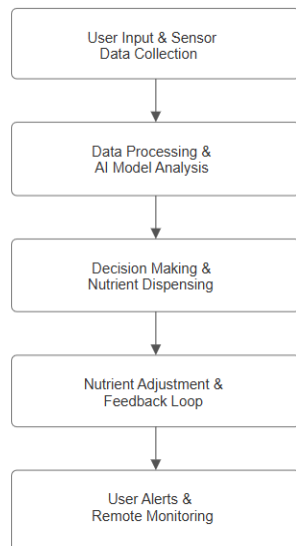 User Input & Sensor
Data Collection
Data Processing &
AI Model Analysis
Decision Making &
Nutrient Dispensing
Nutrient Adjustment &
Feedback Loop
User Alerts &
Remote Monitoring